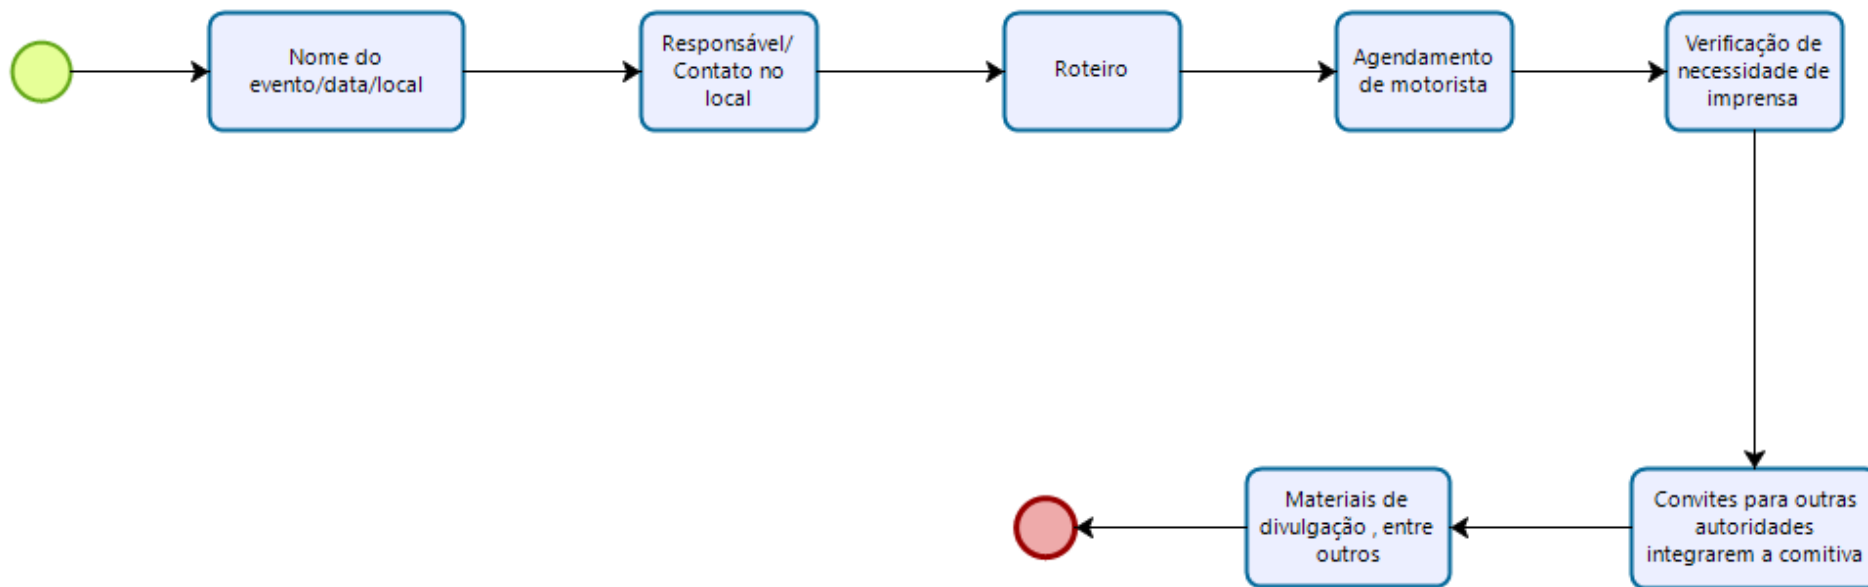 Nome do
evento/data/local
Responsável/
Contato no
local
Roteiro
Agendamento
de motorista
Verificação de
necessidade de
imprensa
Convites para outras
autoridades
integrarem a comitiva
Materiais de
divulgação , entre
outros